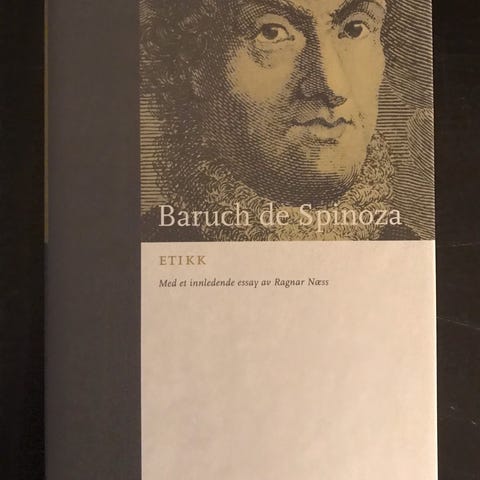 Baruch de Spinoza
ETIKK
Med et innledende essay av Ragnar Næss